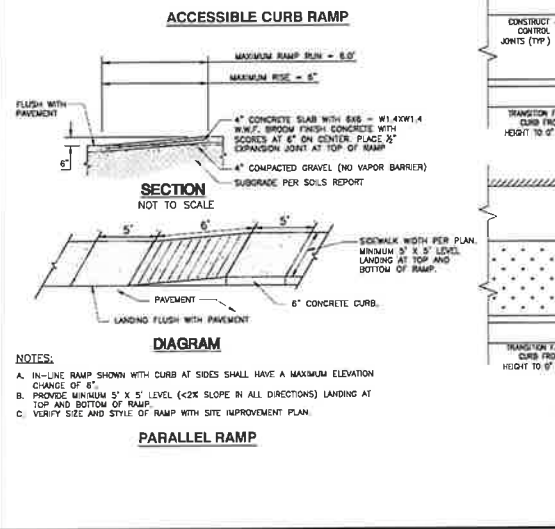 ACCESSIBLE CURB RAMP
MAXIMUM RAMP RUN = 6.0'
MAXIMUM RISE = 6"
FLUSH WITH
PAVEMENT
4" CONCRETE SLAB WITH 6X6 - W1.4XW1.4
W.W.F. BROOM FINISH CONCRETE WITH
SCORES AT 6" ON CENTER. PLACE ½"
EXPANSION JOINT AT TOP OF RAMP
6"
4" COMPACTED GRAVEL (NO VAPOR BARRIER)
SUBGRADE PER SOILS REPORT
SECTION
NOT TO SCALE
5'
6'
5'
SIDEWALK WIDTH PER PLAN.
MINIMUM 5' X 5' LEVEL
LANDING AT TOP AND
BOTTOM OF RAMP.
PAVEMENT
6" CONCRETE CURB.
LANDING FLUSH WITH PAVEMENT
DIAGRAM
NOTES:
A. IN-LINE RAMP SHOWN WITH CURB AT SIDES SHALL HAVE A MAXIMUM ELEVATION
CHANGE OF 6".
B. PROVIDE MINIMUM 5' X 5' LEVEL (<2% SLOPE IN ALL DIRECTIONS) LANDING AT
TOP AND BOTTOM OF RAMP.
C. VERIFY SIZE AND STYLE OF RAMP WITH SITE IMPROVEMENT PLAN.
PARALLEL RAMP
CONSTRUCT
CONTROL
JOINTS (TYP)
TRANSITION
CURB FRO
HEIGHT TO 0"
TRANSITION
CURB FRO
HEIGHT TO 0"